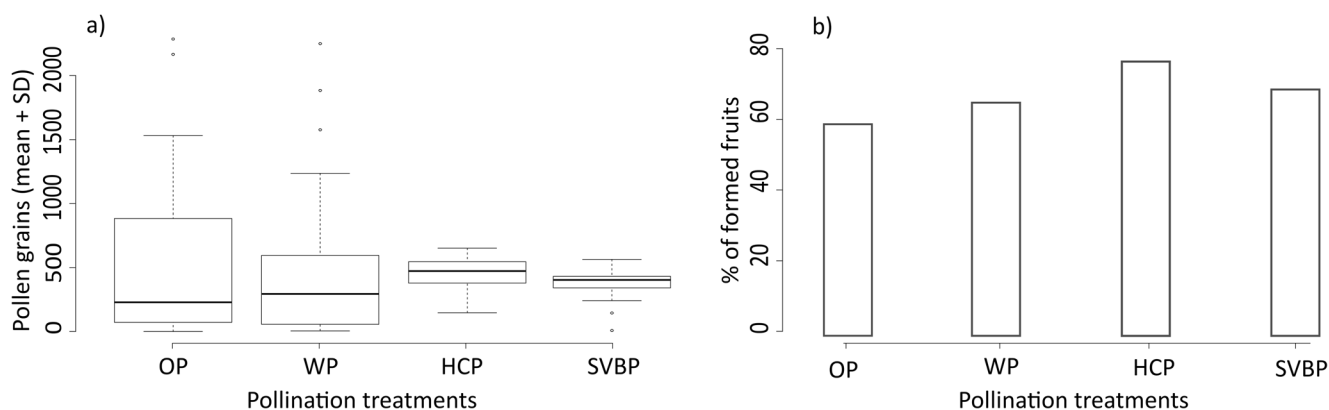 a)
Pollen grains (mean + SD)
2000
1500
1000
500
0
OP WP HCP SVBP
Pollination treatments
b)
% of formed fruits
80
60
40
20
0
OP WP HCP SVBP
Pollination treatments